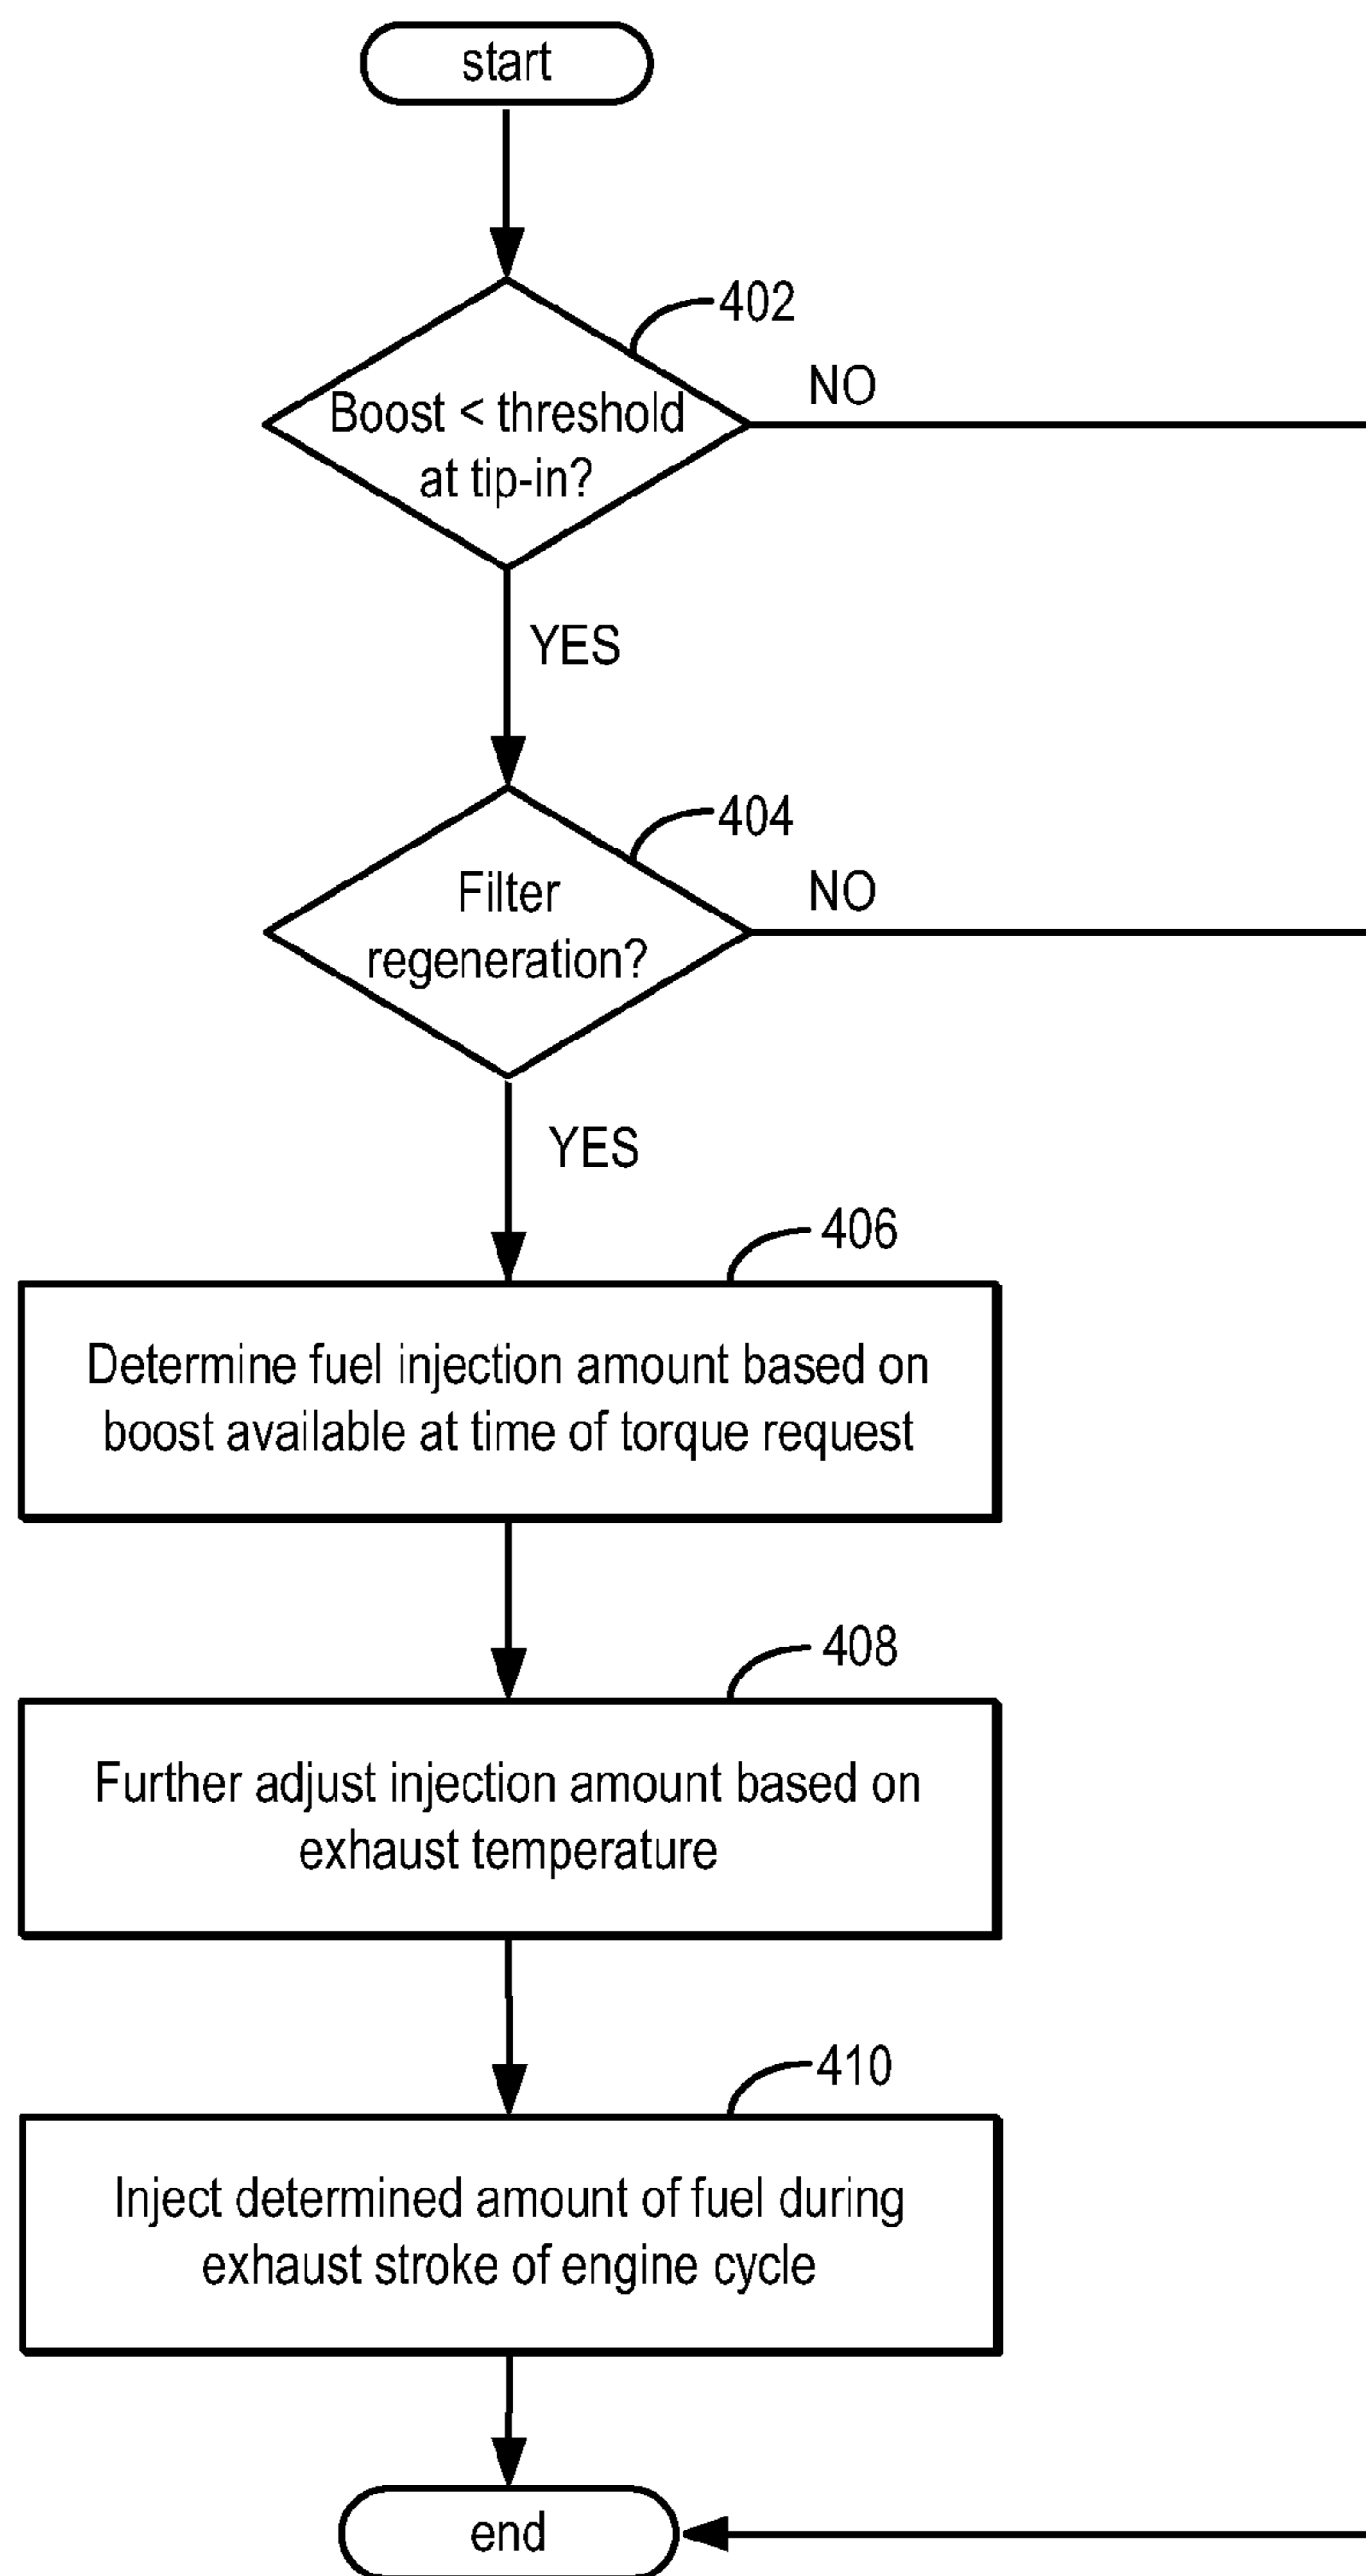 start
402
Boost < threshold
at tip-in?
NO
YES
404
Filter
regeneration?
NO
YES
406
Determine fuel injection amount based on
boost available at time of torque request
408
Further adjust injection amount based on
exhaust temperature
410
Inject determined amount of fuel during
exhaust stroke of engine cycle
end